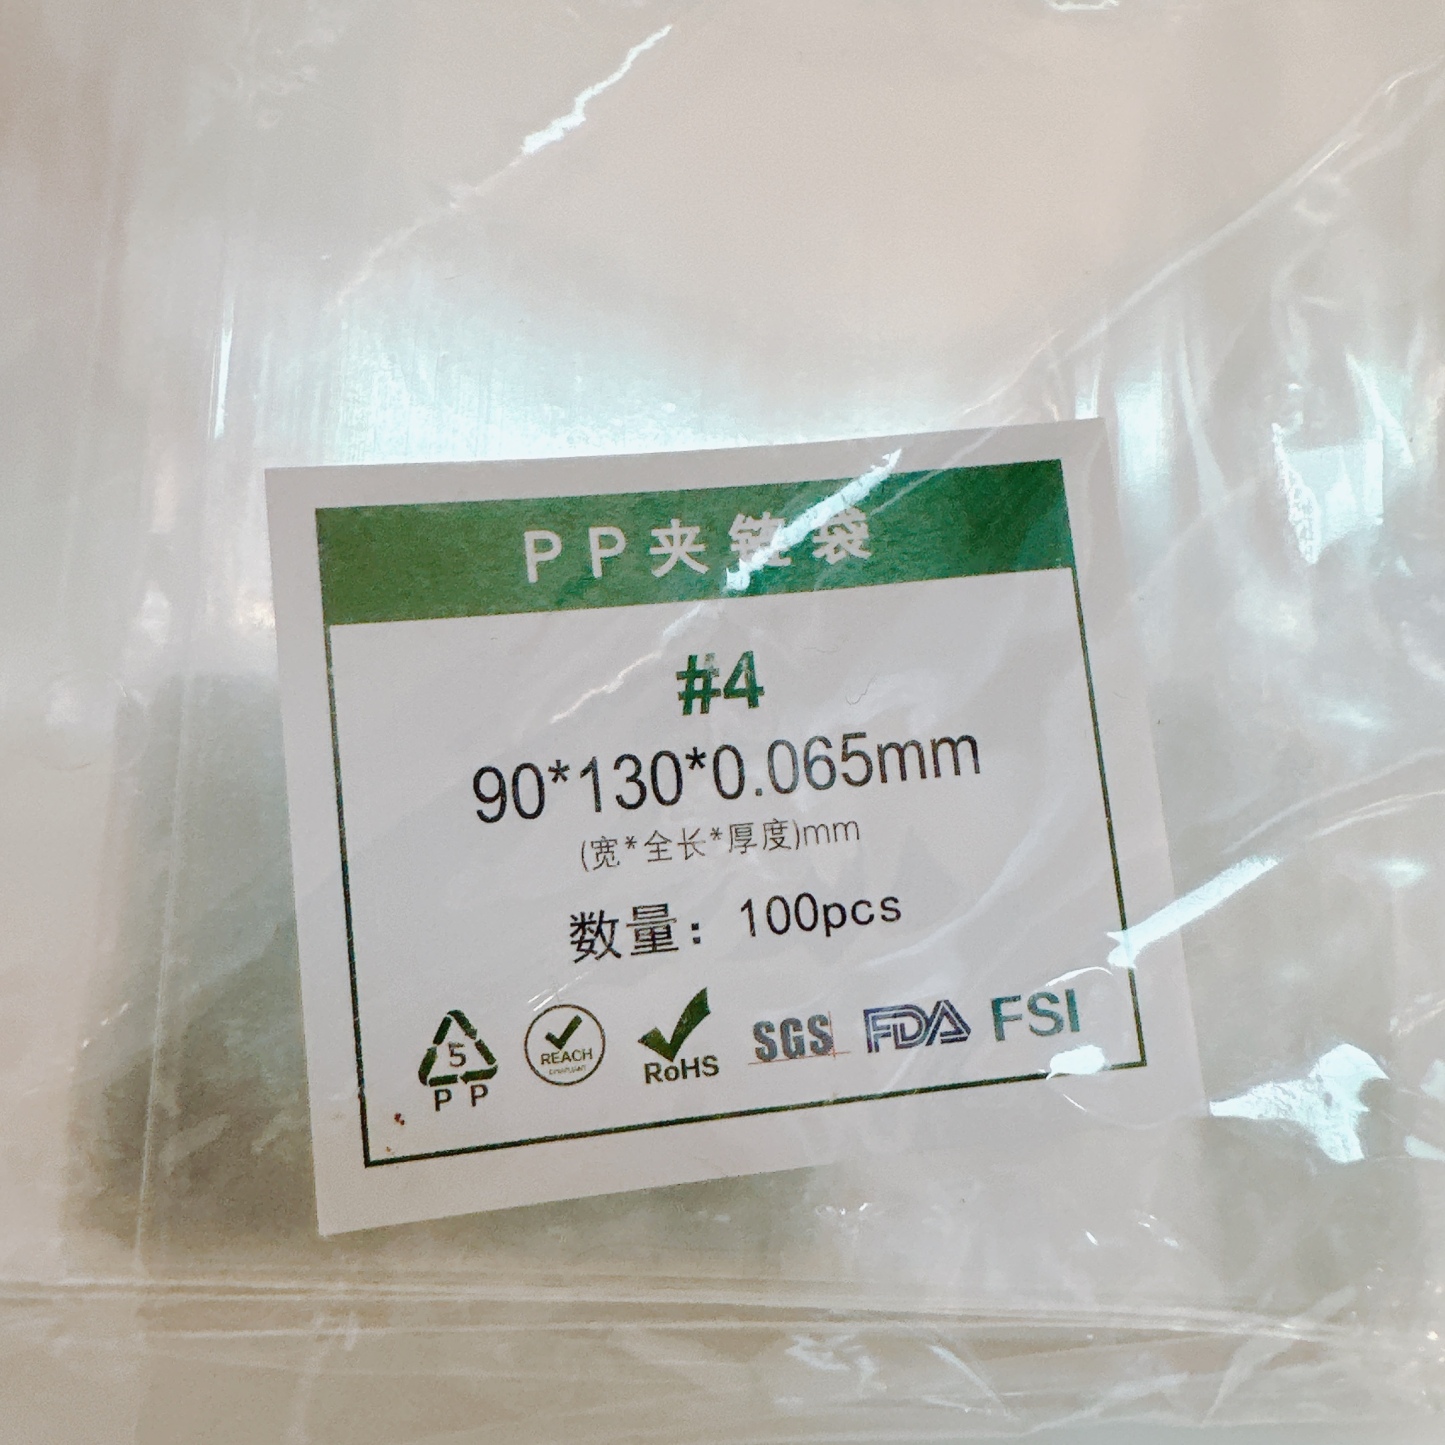 PP夹链袋
#4
90*130*0.065mm
(宽*全长*厚度)mm
数量：100pcs
5 REACH COMPLIANT RoHS SGS FDA FSI
PP